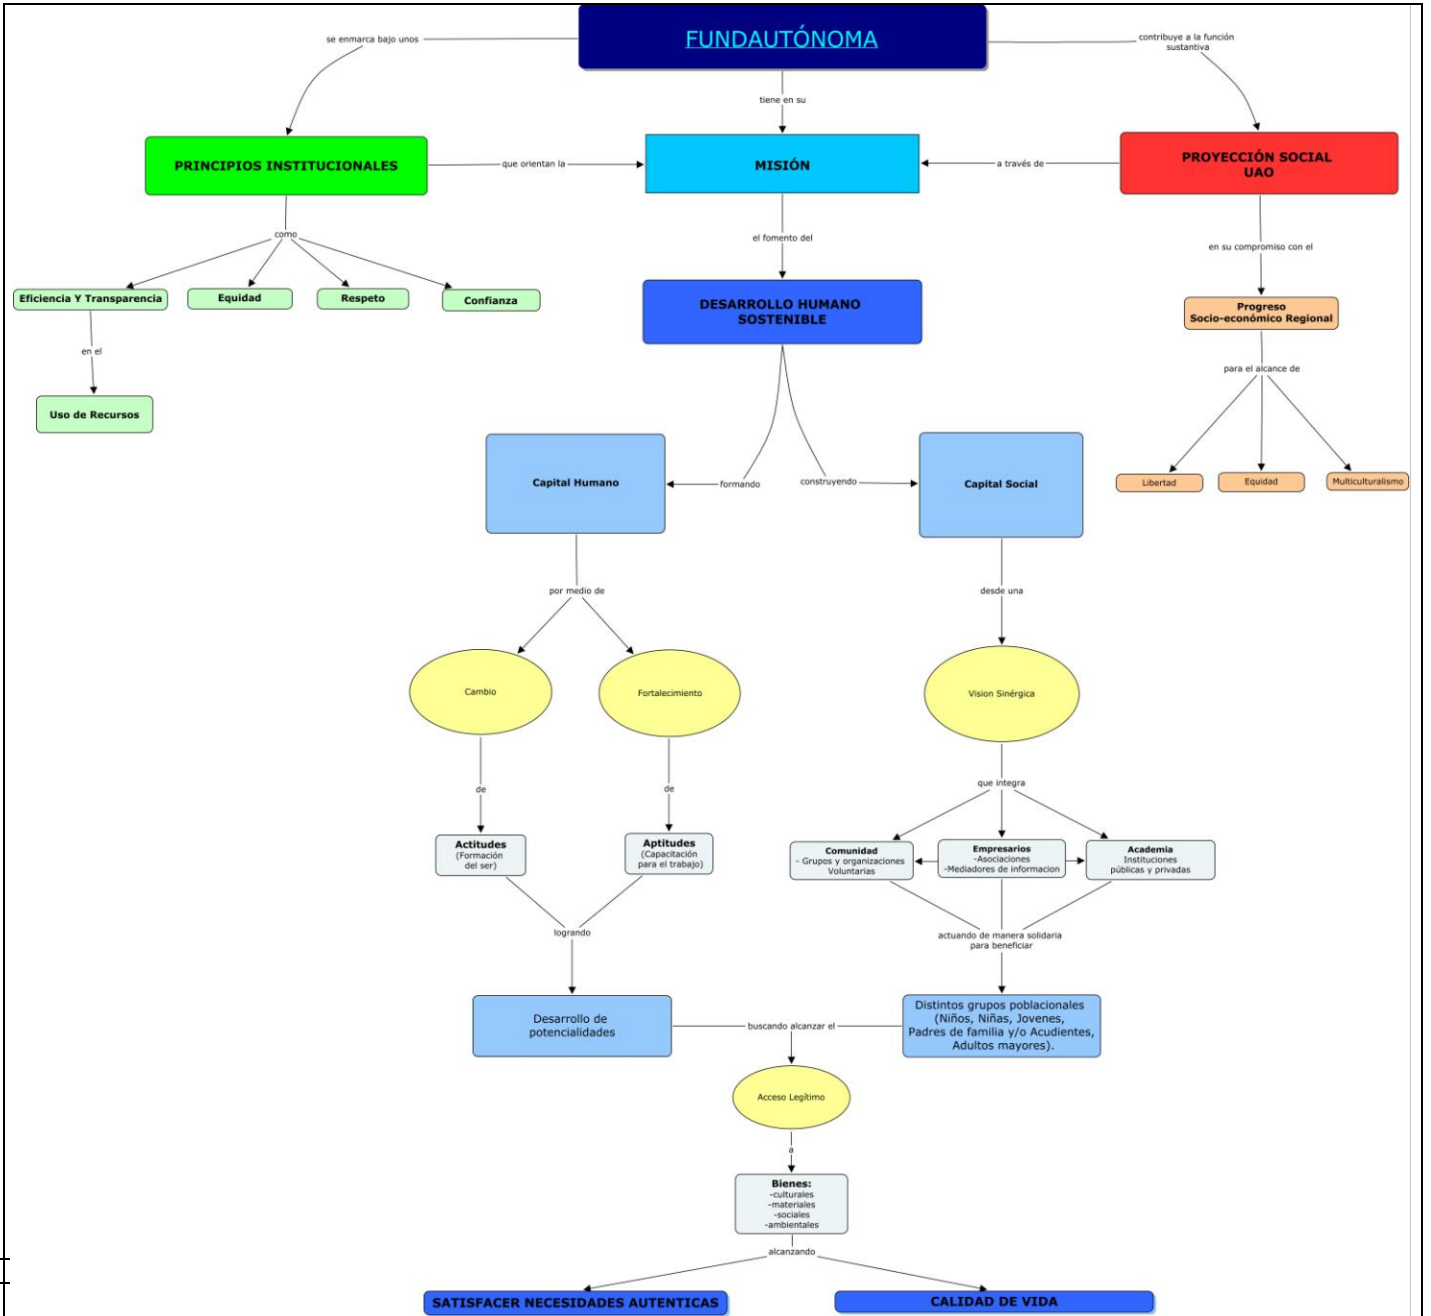 FUNDAUTÓNOMA
se enmarca bajo unos
contribuye a la función
sustantiva
tiene en su
PRINCIPIOS INSTITUCIONALES
que orientan la
MISIÓN
a través de
PROYECCIÓN SOCIAL
UAO
como
el fomento del
en su compromiso con el
Eficiencia Y Transparencia
Equidad
Respeto
Confianza
DESARROLLO HUMANO
SOSTENIBLE
Progreso
Socio-económico Regional
en el
para el alcance de
Uso de Recursos
Capital Humano
formando
construyendo
Capital Social
Libertad
Equidad
Multiculturalismo
por medio de
desde una
Cambio
Fortalecimiento
Vision Sinérgica
de
de
que integra
Actitudes
(Formación
del ser)
Aptitudes
(Capacitación
para el trabajo)
Comunidad
- Grupos y organizaciones
Voluntarias
Empresarios
-Asociaciones
-Mediadores de informacion
Academia
Instituciones
públicas y privadas
logrando
actuando de manera solidaria
para beneficiar
Desarrollo de
potencialidades
buscando alcanzar el
Distintos grupos poblacionales
(Niños, Niñas, Jovenes,
Padres de familia y/o Acudientes,
Adultos mayores).
Acceso Legítimo
a
Bienes:
-culturales
-materiales
-sociales
-ambientales
alcanzando
SATISFACER NECESIDADES AUTENTICAS
CALIDAD DE VIDA